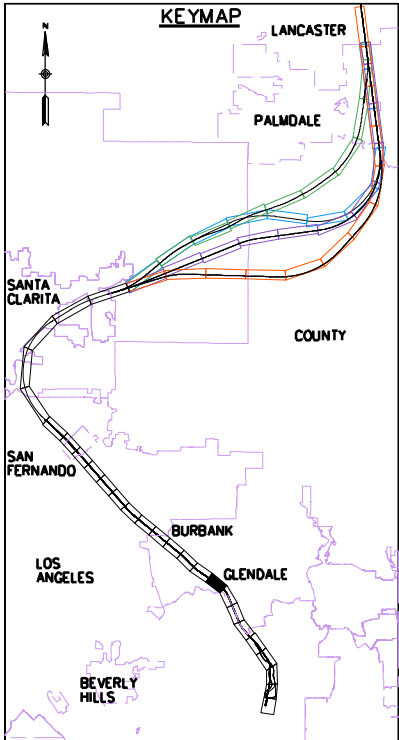 KEYMAP
LANCASTER
N
PALMDALE
SANTA
CLARITA
COUNTY
SAN
FERNANDO
BURBANK
LOS
ANGELES
GLENDALE
BEVERLY
HILLS